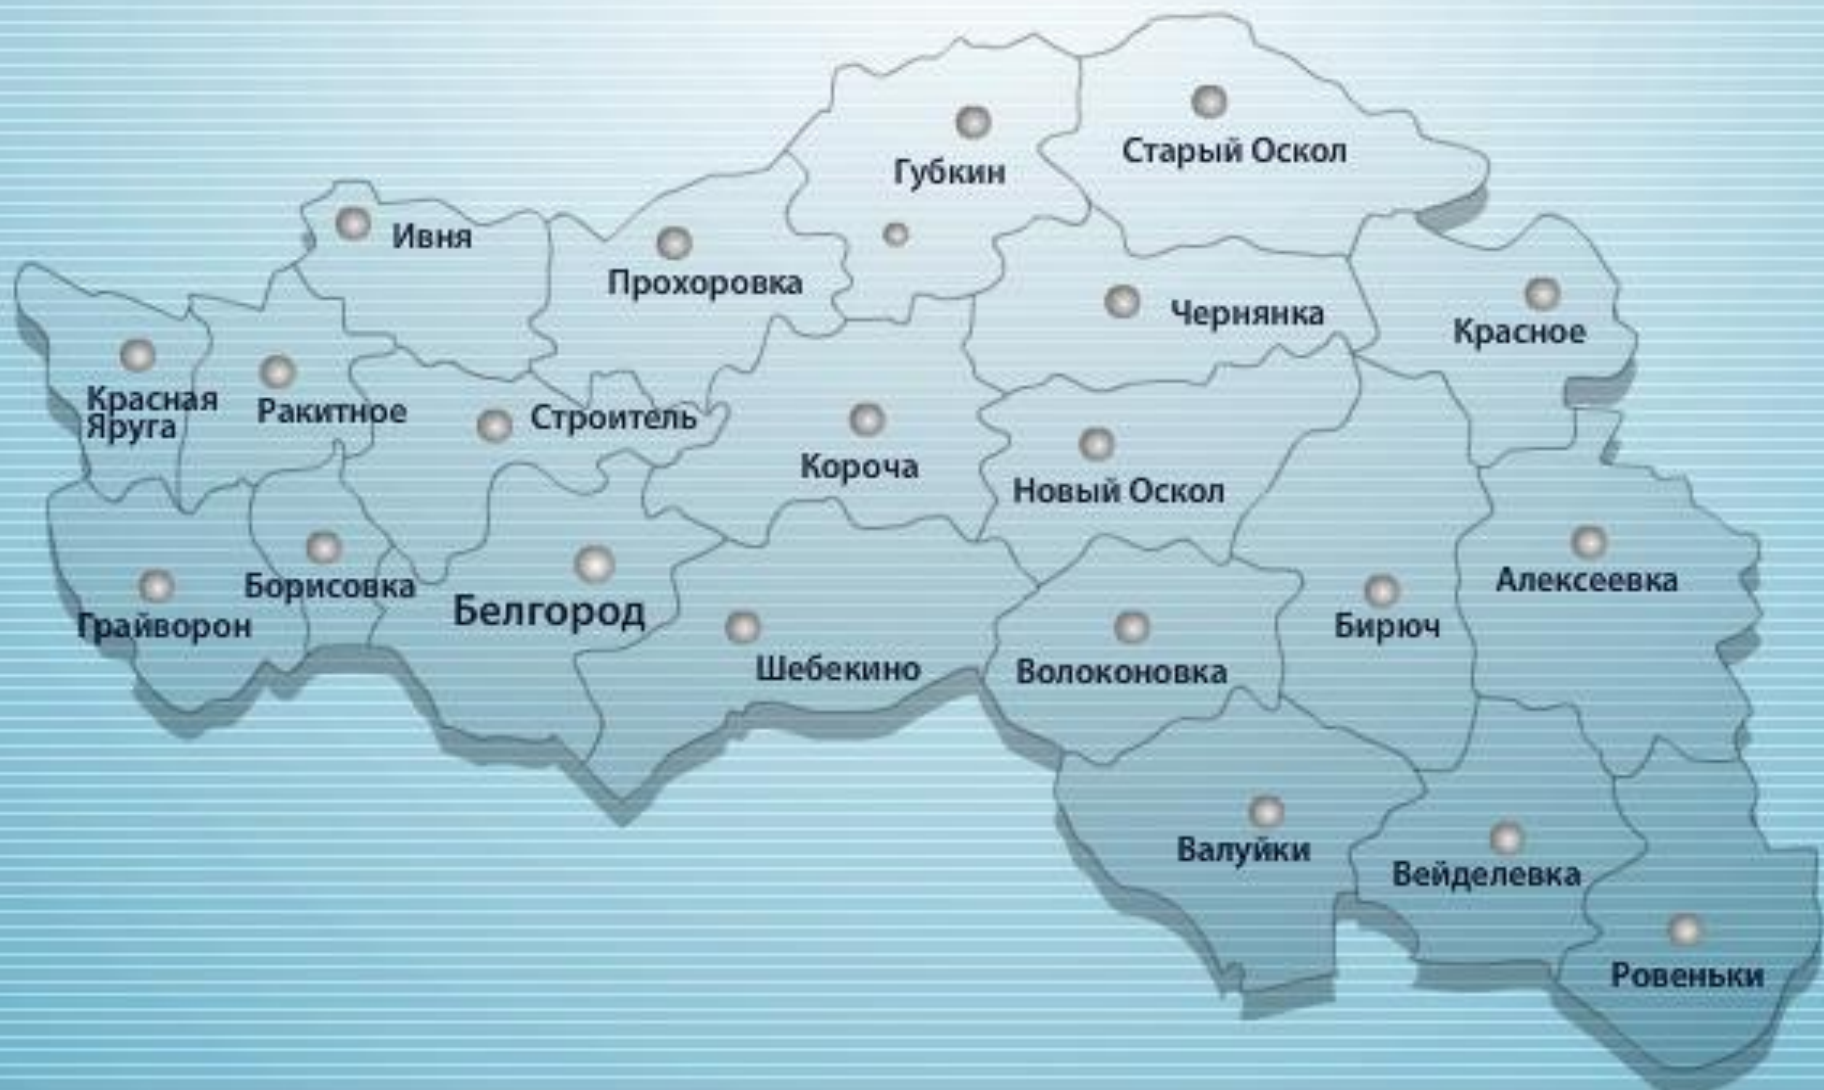 Старый Оскол
Губкин
Ивня
Прохоровка
Чернянка
Красное
Красная
Яруга
Ракитное
Строитель
Короча
Новый Оскол
Алексеевка
Борисовка
Белгород
Грайворон
Бирюч
Шебекино
Волоконовка
Валуйки
Вейделевка
Ровеньки